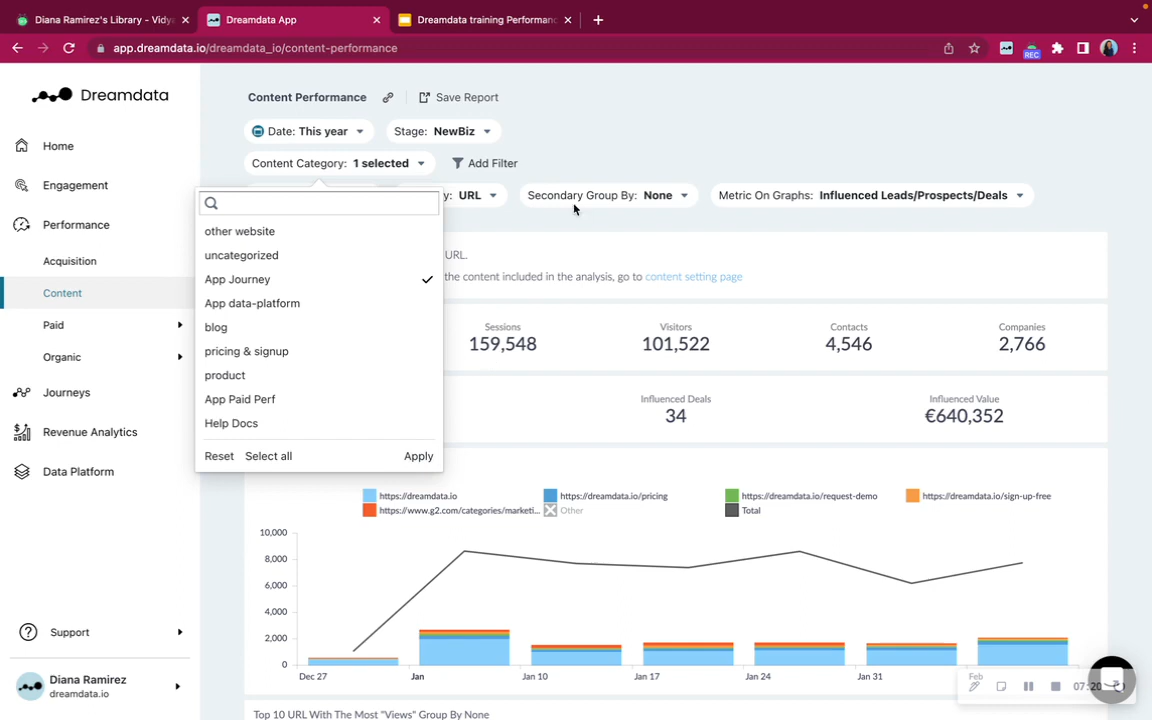 Diana Ramirez's Library - Vidy
Dreamdata App
Dreamdata training Performanc
app.dreamdata.io/dreamdata_io/content-performance
REC
Dreamdata
Home
Engagement
Performance
Acquisition
Content
Paid
Organic
Journeys
Revenue Analytics
Data Platform
Support
Diana Ramirez
dreamdata.io
Content Performance
Save Report
Date: This year
Stage: NewBiz
Content Category: 1 selected
Add Filter
URL
Secondary Group By: None
Metric On Graphs: Influenced Leads/Prospects/Deals
other website
uncategorized
App Journey
App data-platform
blog
pricing & signup
product
App Paid Perf
Help Docs
Reset Select all Apply
URL.
the content included in the analysis, go to content setting page
Sessions Visitors Contacts Companies
159,548 101,522 4,546 2,766
Influenced Deals Influenced Value
34 €640,352
https://dreamdata.io https://dreamdata.io/pricing https://dreamdata.io/request-demo https://dreamdata.io/sign-up-free
https://www.g2.com/categories/marketi... Other Total
10,000
8,000
6,000
4,000
2,000
0
Dec 27 Jan Jan 10 Jan 17 Jan 24 Jan 31 Feb
Top 10 URL With The Most "Views" Group By None